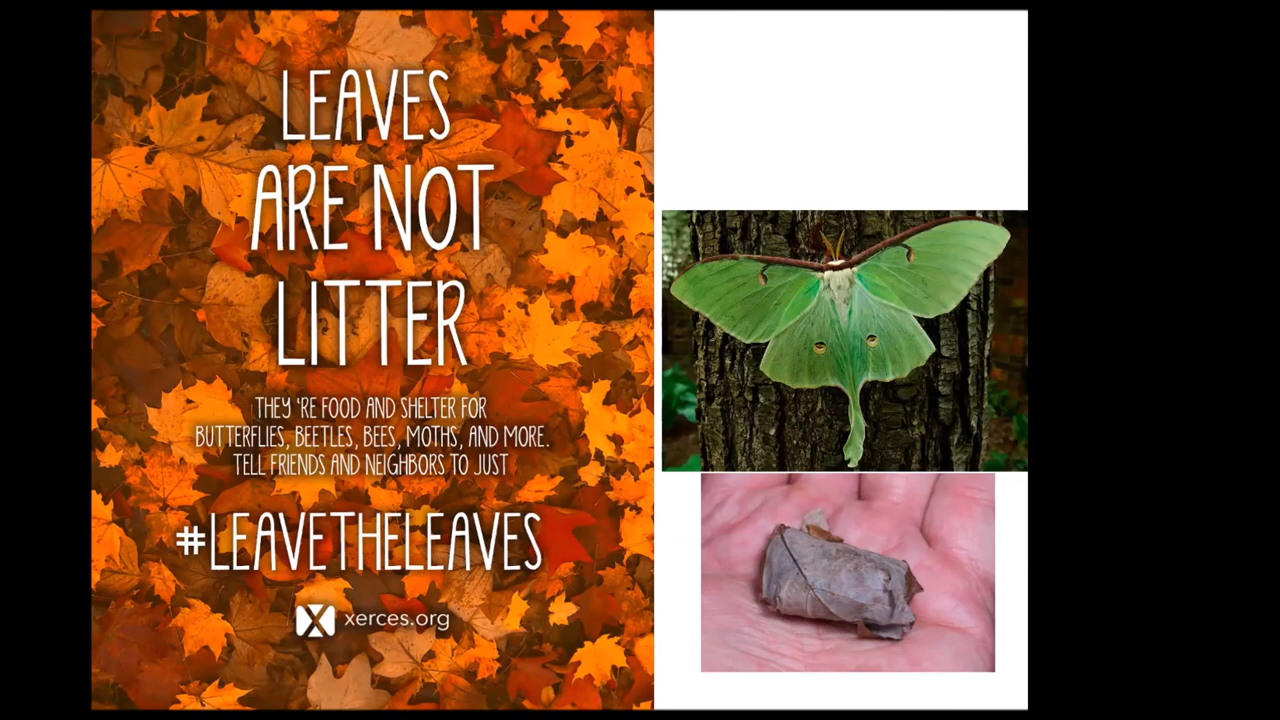 LEAVES
ARE NOT
LITTER
THEY 'RE FOOD AND SHELTER FOR
BUTTERFLIES, BEETLES, BEES, MOTHS, AND MORE.
TELL FRIENDS AND NEIGHBORS TO JUST
#LEAVETHELEAVES
X xerces.org